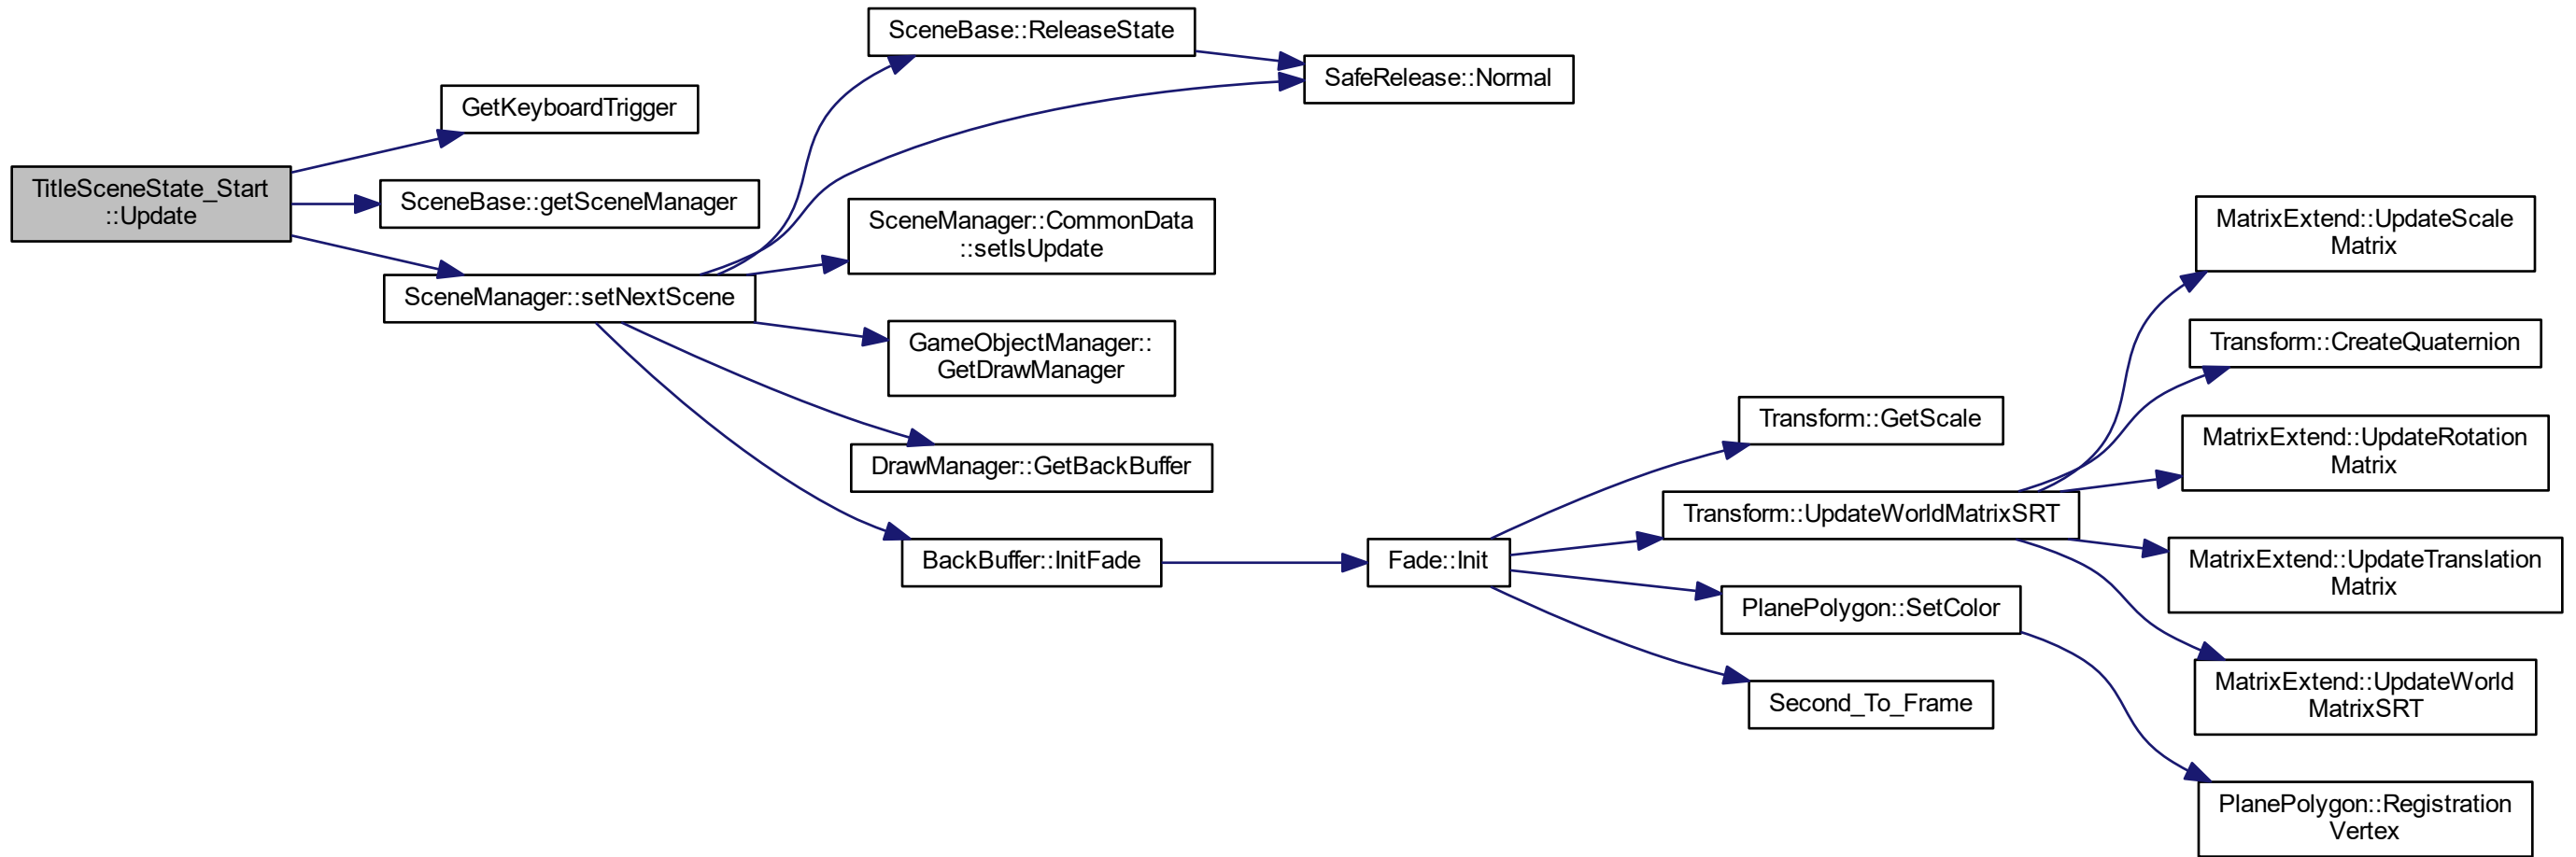 TitleSceneState_Start
::Update
GetKeyboardTrigger
SceneBase::getSceneManager
SceneManager::setNextScene
SceneBase::ReleaseState
SafeRelease::Normal
SceneManager::CommonData
::setIsUpdate
GameObjectManager::
GetDrawManager
DrawManager::GetBackBuffer
BackBuffer::InitFade
Fade::Init
Transform::GetScale
Transform::UpdateWorldMatrixSRT
PlanePolygon::SetColor
Second_To_Frame
MatrixExtend::UpdateScale
Matrix
Transform::CreateQuaternion
MatrixExtend::UpdateRotation
Matrix
MatrixExtend::UpdateTranslation
Matrix
MatrixExtend::UpdateWorld
MatrixSRT
PlanePolygon::Registration
Vertex